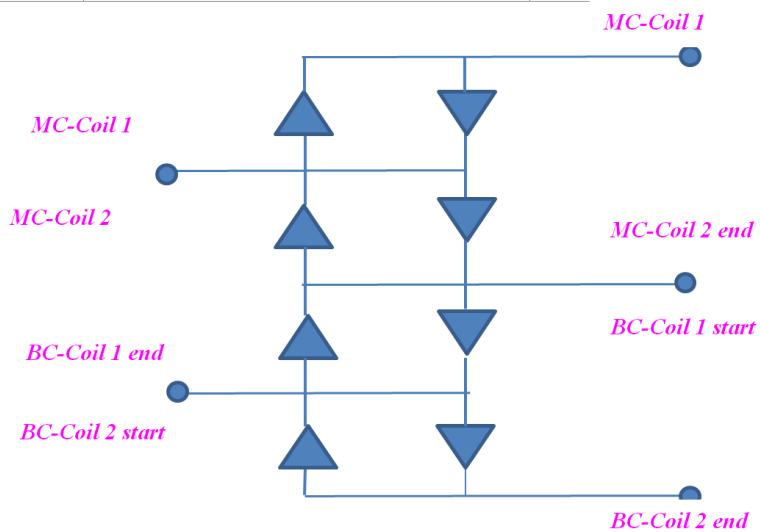 MC-Coil 1
MC-Coil 1
MC-Coil 2
MC-Coil 2 end
BC-Coil 1 start
BC-Coil 1 end
BC-Coil 2 start
BC-Coil 2 end